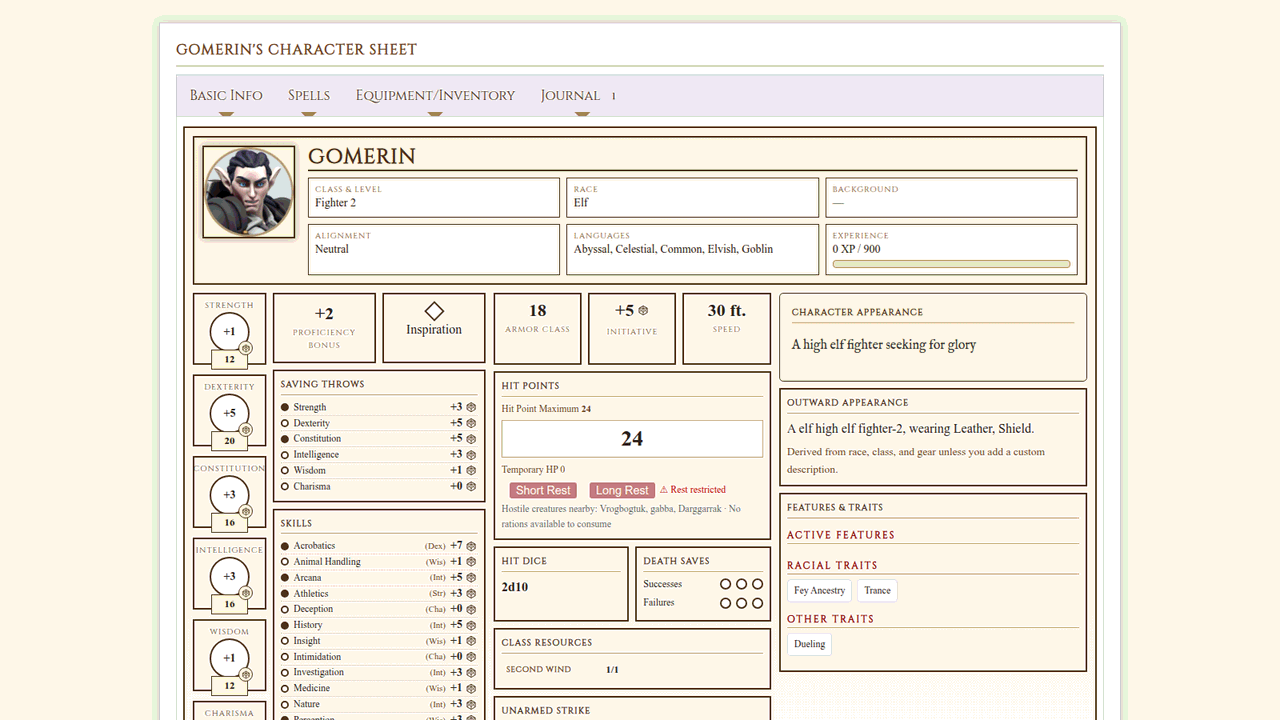 GOMERIN'S CHARACTER SHEET
BASIC INFO
SPELLS
EQUIPMENT/INVENTORY
JOURNAL 1
GOMERIN
CLASS & LEVEL
Fighter 2
RACE
Elf
BACKGROUND
—
ALIGNMENT
Neutral
LANGUAGES
Abyssal, Celestial, Common, Elvish, Goblin
EXPERIENCE
0 XP / 900
STRENGTH
+1
12
DEXTERITY
+5
20
CONSTITUTION
+3
16
INTELLIGENCE
+3
16
WISDOM
+1
12
CHARISMA
+2
PROFICIENCY
BONUS
Inspiration
SAVING THROWS
Strength +3
Dexterity +5
Constitution +5
Intelligence +3
Wisdom +1
Charisma +0
SKILLS
Acrobatics (Dex) +7
Animal Handling (Wis) +1
Arcana (Int) +5
Athletics (Str) +3
Deception (Cha) +0
History (Int) +5
Insight (Wis) +1
Intimidation (Cha) +0
Investigation (Int) +3
Medicine (Wis) +1
Nature (Int) +3
Perception (Wis) +3
18
ARMOR CLASS
+5
INITIATIVE
30 ft.
SPEED
HIT POINTS
Hit Point Maximum 24
24
Temporary HP 0
Short Rest
Long Rest
⚠ Rest restricted
Hostile creatures nearby: Vrogbogtuk, gabba, Darggarrak · No
rations available to consume
HIT DICE
2d10
DEATH SAVES
Successes
Failures
CLASS RESOURCES
SECOND WIND 1/1
UNARMED STRIKE
CHARACTER APPEARANCE
A high elf fighter seeking for glory
OUTWARD APPEARANCE
A elf high elf fighter-2, wearing Leather, Shield.
Derived from race, class, and gear unless you add a custom
description.
FEATURES & TRAITS
ACTIVE FEATURES
RACIAL TRAITS
Fey Ancestry
Trance
OTHER TRAITS
Dueling